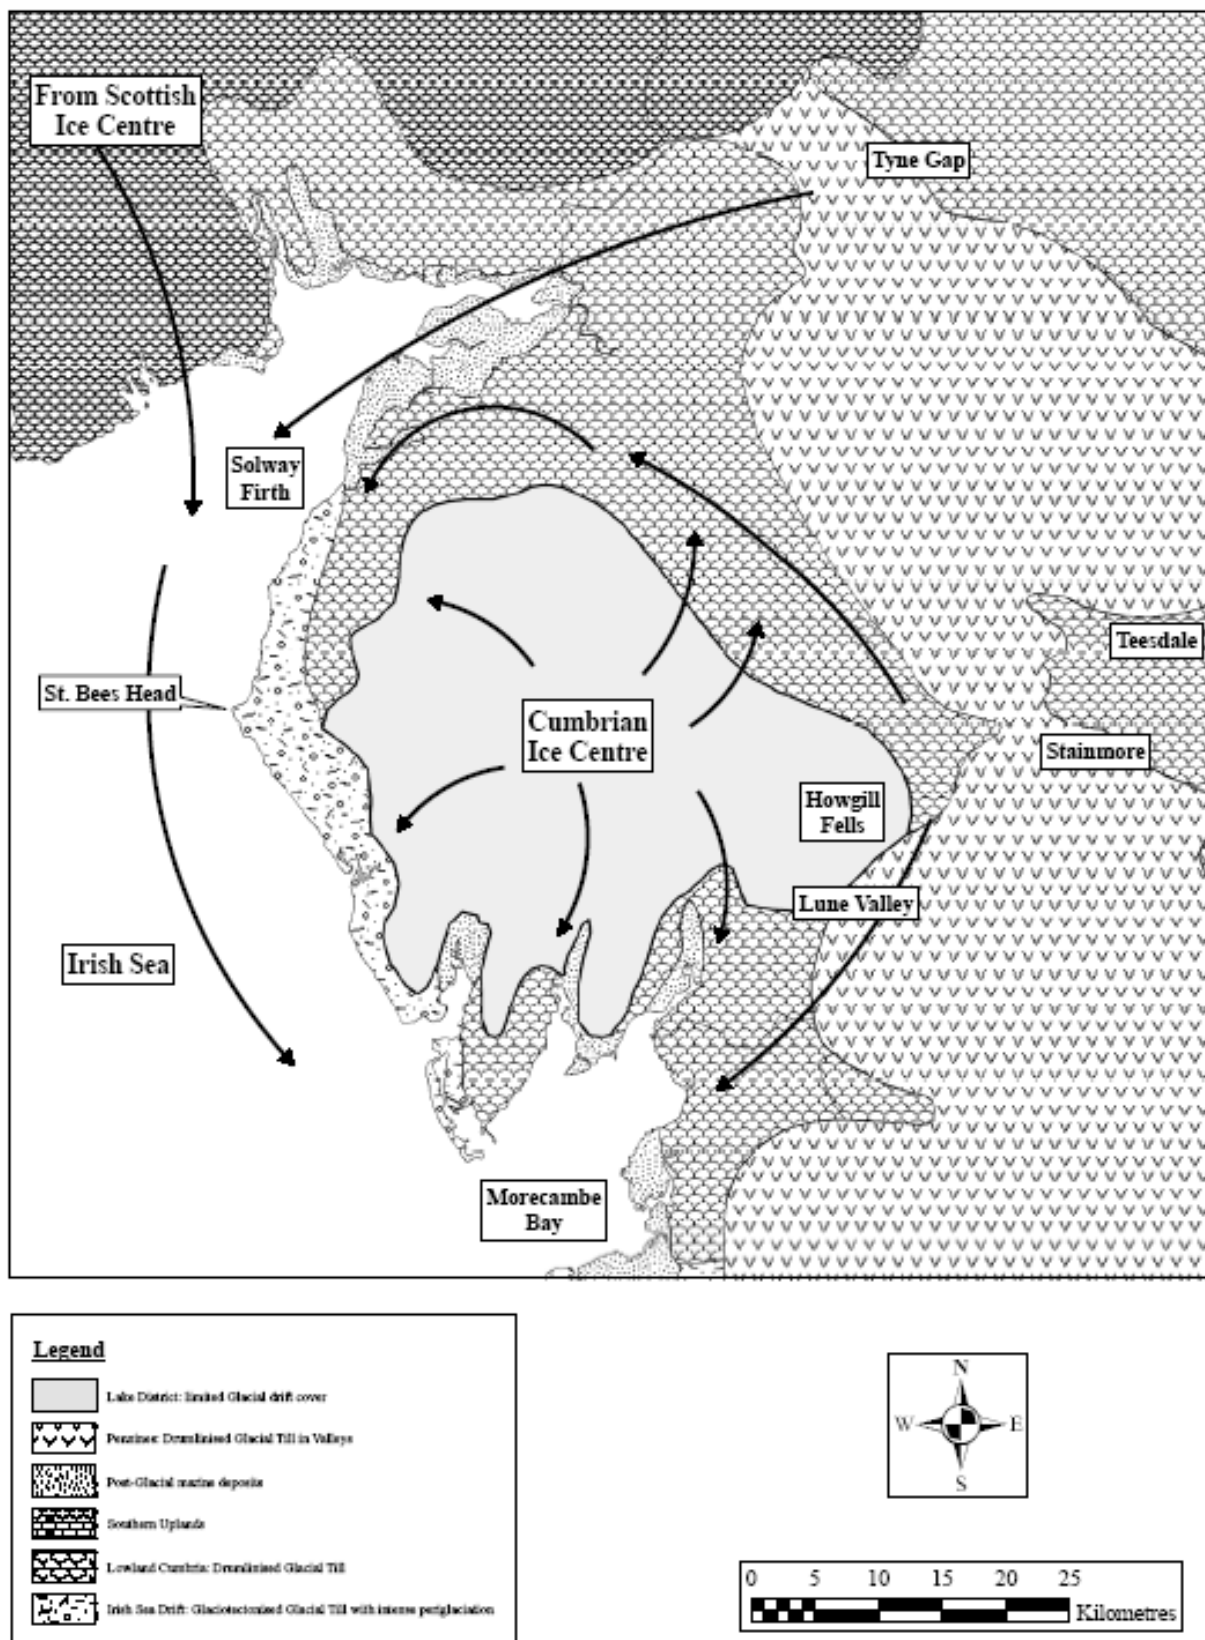 From Scottish
Ice Centre
Tyne Gap
Solway
Firth
Teesdale
St. Bees Head
Cumbrian
Ice Centre
Stainmore
Howgill
Fells
Lune Valley
Irish Sea
Morecambe
Bay
Legend
Lake District: limited Glacial drift cover
Pennines: Drumlinised Glacial Till in Valleys
Post-Glacial marine deposits
Southern Uplands
Lowland Cumbria: Drumlinised Glacial Till
Irish Sea Drift: Glaciotectonised Glacial Till with intense periglaciation
N
W E
S
0 5 10 15 20 25
Kilometres